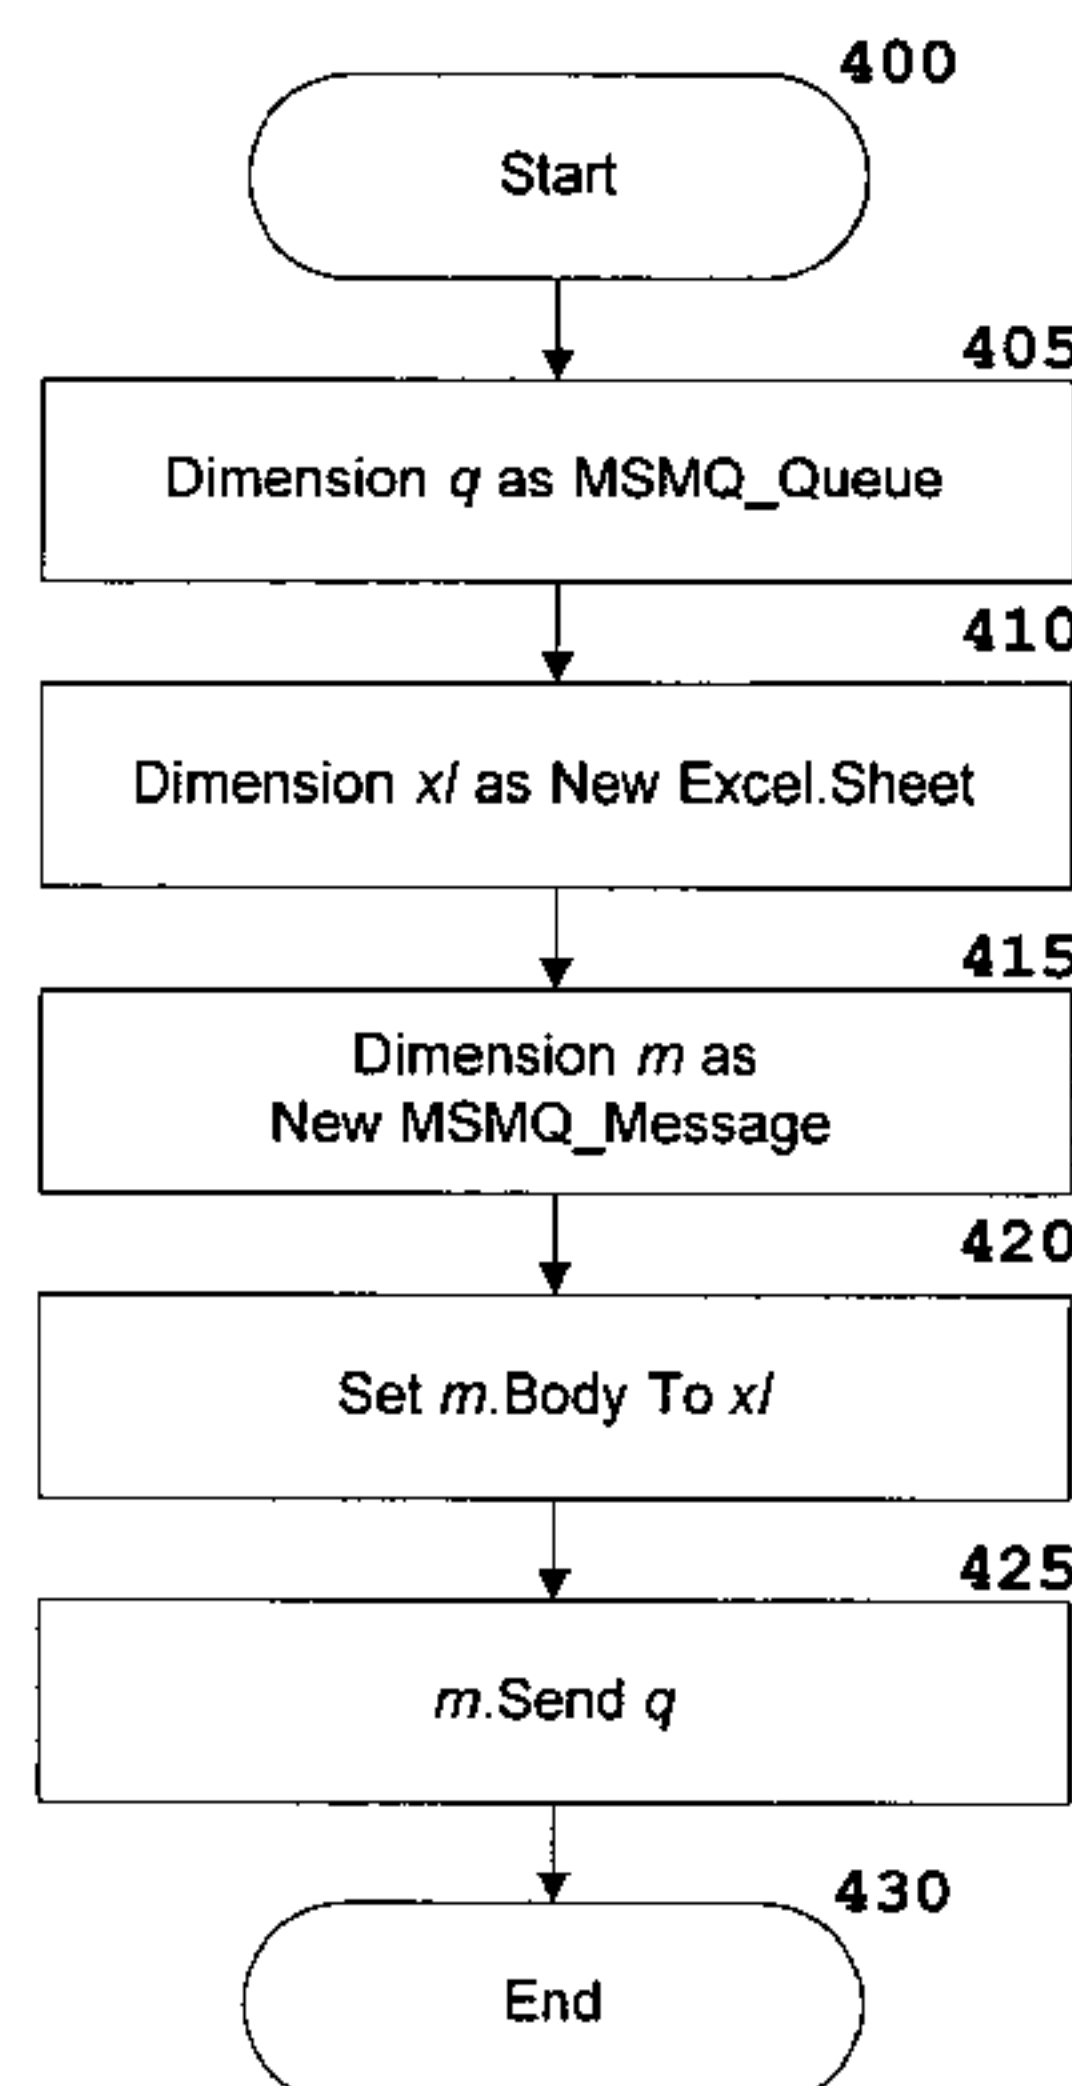 400
Start
405
Dimension q as MSMQ_Queue
410
Dimension xl as New Excel.Sheet
415
Dimension m as
New MSMQ_Message
420
Set m.Body To xl
425
m.Send q
430
End